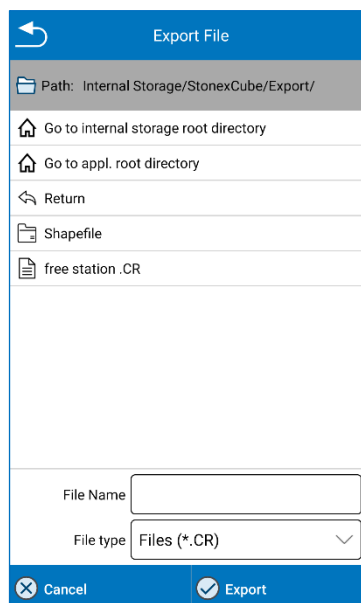 Export File
Path: Internal Storage/StonexCube/Export/
Go to internal storage root directory
Go to appl. root directory
Return
Shapefile
free station .CR
File Name
File type Files (*.CR)
Cancel Export